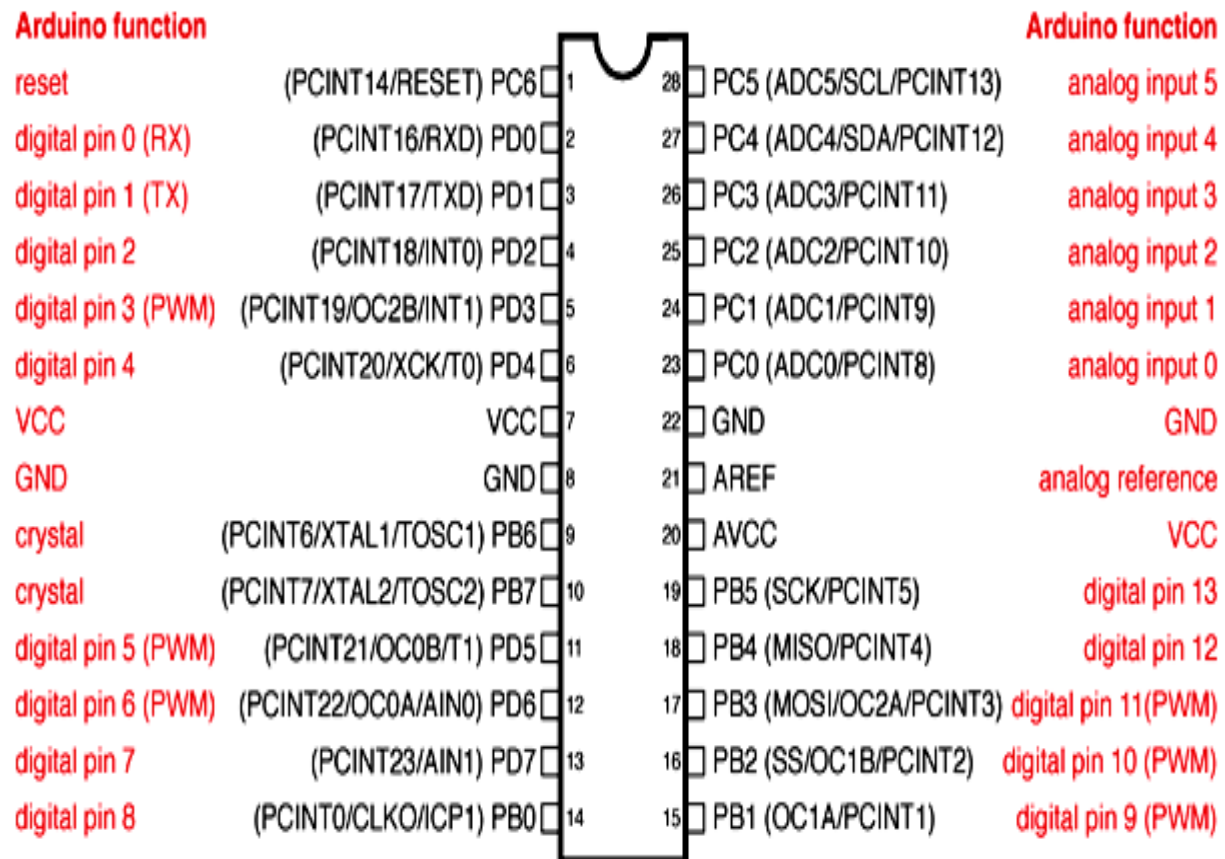 Arduino function Arduino function
reset (PCINT14/RESET) PC6 1 28 PC5 (ADC5/SCL/PCINT13) analog input 5
digital pin 0 (RX) (PCINT16/RXD) PD0 2 27 PC4 (ADC4/SDA/PCINT12) analog input 4
digital pin 1 (TX) (PCINT17/TXD) PD1 3 26 PC3 (ADC3/PCINT11) analog input 3
digital pin 2 (PCINT18/INT0) PD2 4 25 PC2 (ADC2/PCINT10) analog input 2
digital pin 3 (PWM) (PCINT19/OC2B/INT1) PD3 5 24 PC1 (ADC1/PCINT9) analog input 1
digital pin 4 (PCINT20/XCK/T0) PD4 6 23 PC0 (ADC0/PCINT8) analog input 0
VCC VCC 7 22 GND GND
GND GND 8 21 AREF analog reference
crystal (PCINT6/XTAL1/TOSC1) PB6 9 20 AVCC VCC
crystal (PCINT7/XTAL2/TOSC2) PB7 10 19 PB5 (SCK/PCINT5) digital pin 13
digital pin 5 (PWM) (PCINT21/OC0B/T1) PD5 11 18 PB4 (MISO/PCINT4) digital pin 12
digital pin 6 (PWM) (PCINT22/OC0A/AIN0) PD6 12 17 PB3 (MOSI/OC2A/PCINT3) digital pin 11(PWM)
digital pin 7 (PCINT23/AIN1) PD7 13 16 PB2 (SS/OC1B/PCINT2) digital pin 10 (PWM)
digital pin 8 (PCINT0/CLKO/ICP1) PB0 14 15 PB1 (OC1A/PCINT1) digital pin 9 (PWM)